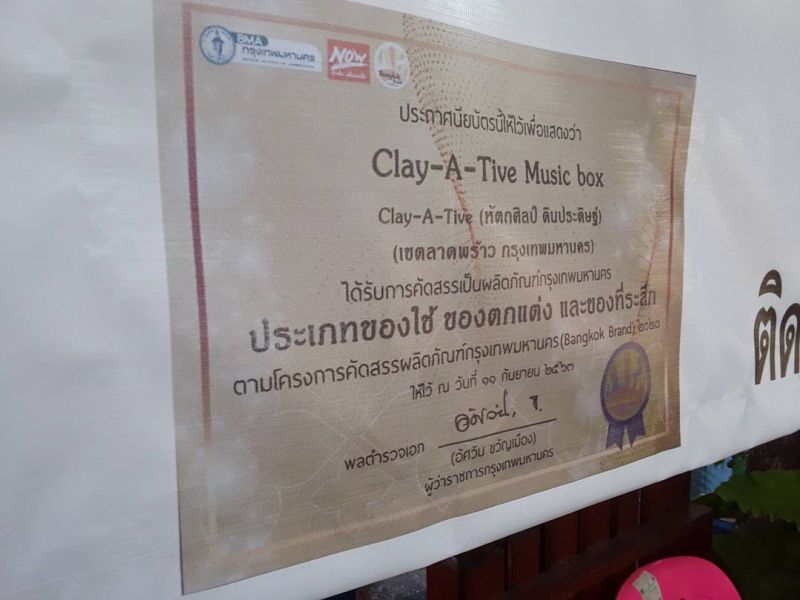 BMA
กรุงเทพมหานคร
NOW
Bangkok
ประกาศนียบัตรนี้ให้ไว้เพื่อแสดงว่า
Clay-A-Tive Music box
Clay-A-Tive (หัตถศิลป์ ดินประดิษฐ์)
(เขตลาดพร้าว กรุงเทพมหานคร)
ได้รับการคัดสรรเป็นผลิตภัณฑ์กรุงเทพมหานคร
ประเภทของใช้ ของตกแต่ง และของที่ระลึก
ตามโครงการคัดสรรผลิตภัณฑ์กรุงเทพมหานคร(Bangkok Brand) ๒๐๒๐
ให้ไว้ ณ วันที่ ๑๑ กันยายน ๒๕๖๓
พลตำรวจเอก
(อัศวิน ขวัญเมือง)
ผู้ว่าราชการกรุงเทพมหานคร
ติด